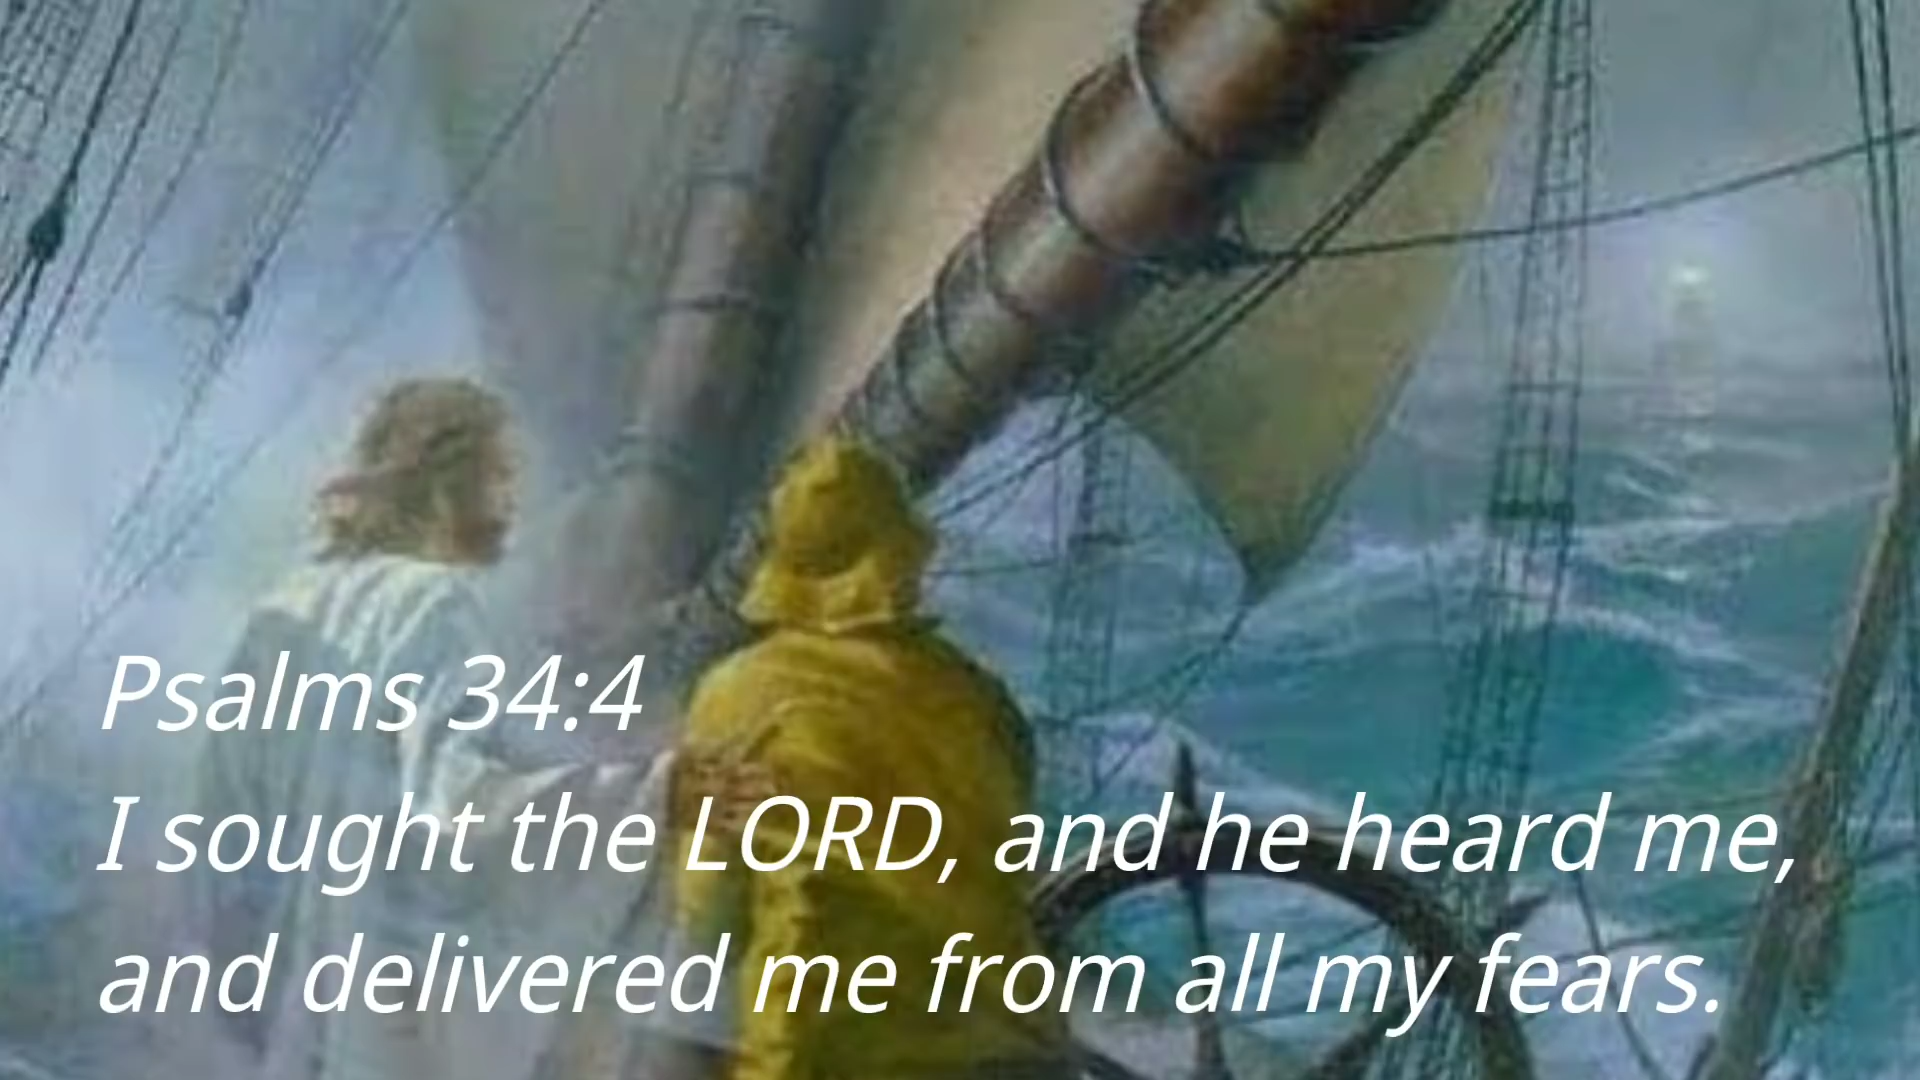 Psalms 34:4
I sought the LORD, and he heard me,
and delivered me from all my fears.